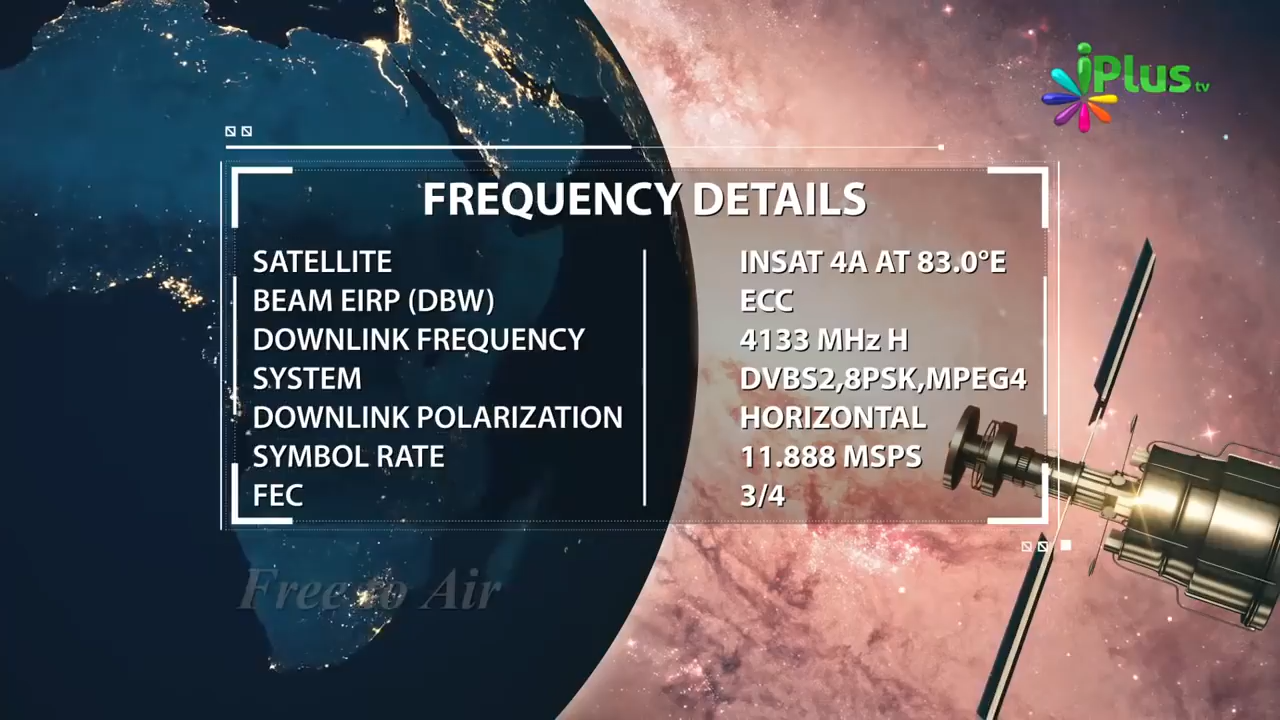 iPlus tv
FREQUENCY DETAILS
SATELLITE INSAT 4A AT 83.0°E
BEAM EIRP (DBW) ECC
DOWNLINK FREQUENCY 4133 MHz H
SYSTEM DVBS2,8PSK,MPEG4
DOWNLINK POLARIZATION HORIZONTAL
SYMBOL RATE 11.888 MSPS
FEC 3/4
Free to Air